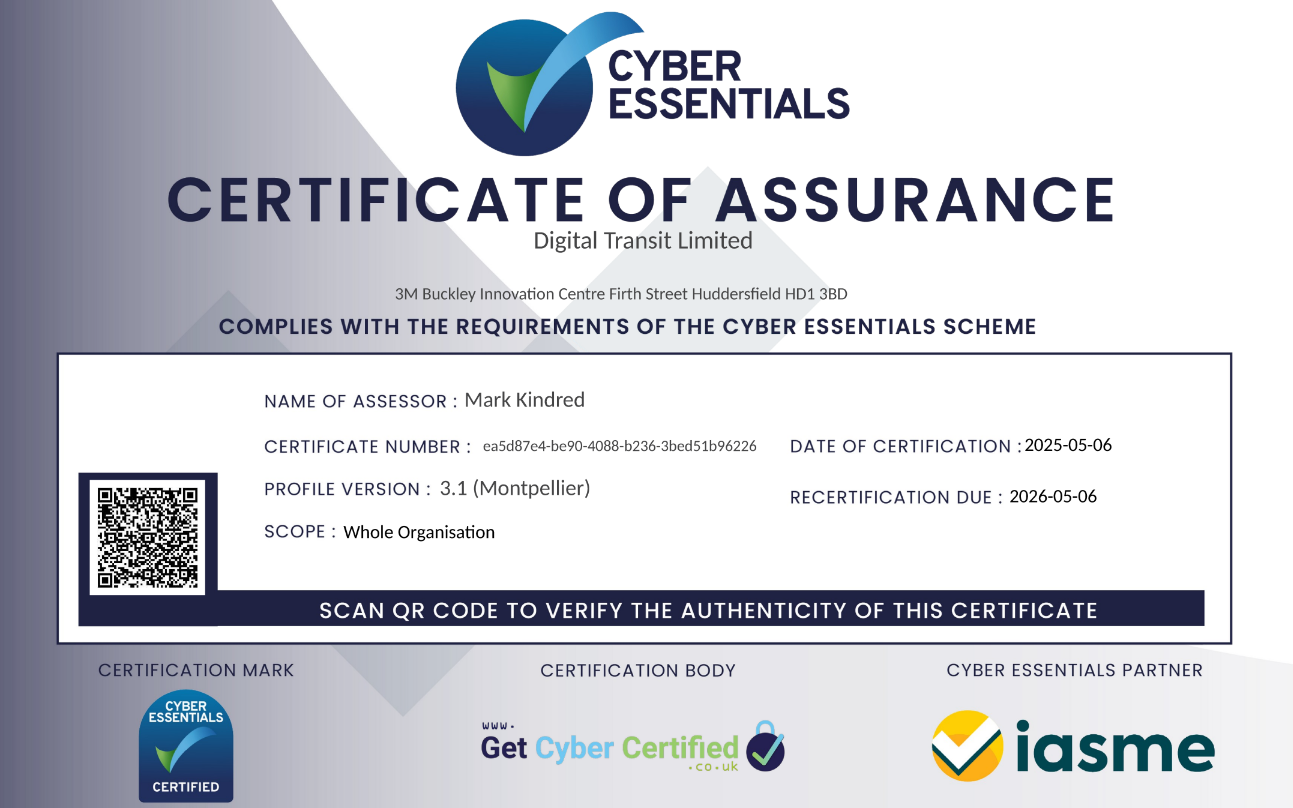 CYBER
ESSENTIALS
CERTIFICATE OF ASSURANCE
Digital Transit Limited
3M Buckley Innovation Centre Firth Street Huddersfield HD1 3BD
COMPLIES WITH THE REQUIREMENTS OF THE CYBER ESSENTIALS SCHEME
NAME OF ASSESSOR : Mark Kindred
CERTIFICATE NUMBER : ea5d87e4-be90-4088-b236-3bed51b96226
DATE OF CERTIFICATION : 2025-05-06
PROFILE VERSION : 3.1 (Montpellier)
RECERTIFICATION DUE : 2026-05-06
SCOPE : Whole Organisation
SCAN QR CODE TO VERIFY THE AUTHENTICITY OF THIS CERTIFICATE
CERTIFICATION MARK
CERTIFICATION BODY
CYBER ESSENTIALS PARTNER
CYBER
ESSENTIALS
CERTIFIED
www.
Get Cyber Certified
.co.uk
iasme